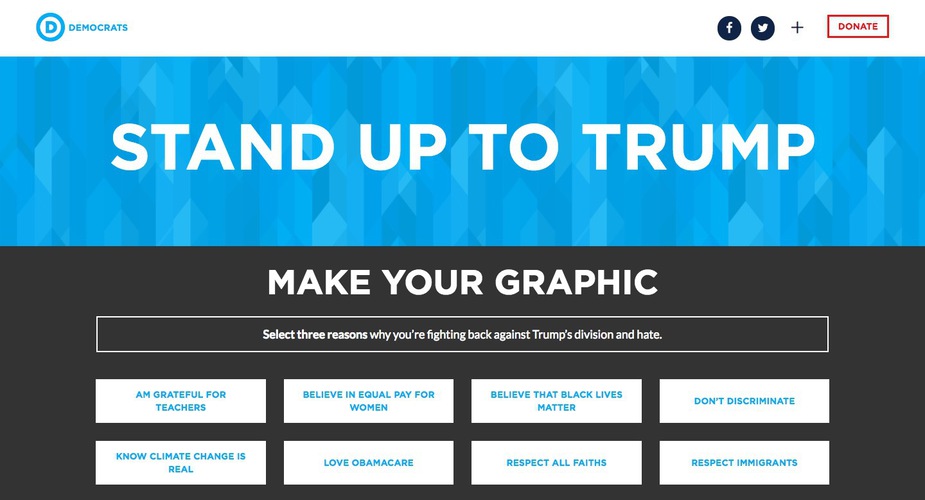 D DEMOCRATS
f
DONATE
STAND UP TO TRUMP
MAKE YOUR GRAPHIC
Select three reasons why you're fighting back against Trump's division and hate.
AM GRATEFUL FOR
TEACHERS
BELIEVE IN EQUAL PAY FOR
WOMEN
BELIEVE THAT BLACK LIVES
MATTER
DON'T DISCRIMINATE
KNOW CLIMATE CHANGE IS
REAL
LOVE OBAMACARE
RESPECT ALL FAITHS
RESPECT IMMIGRANTS